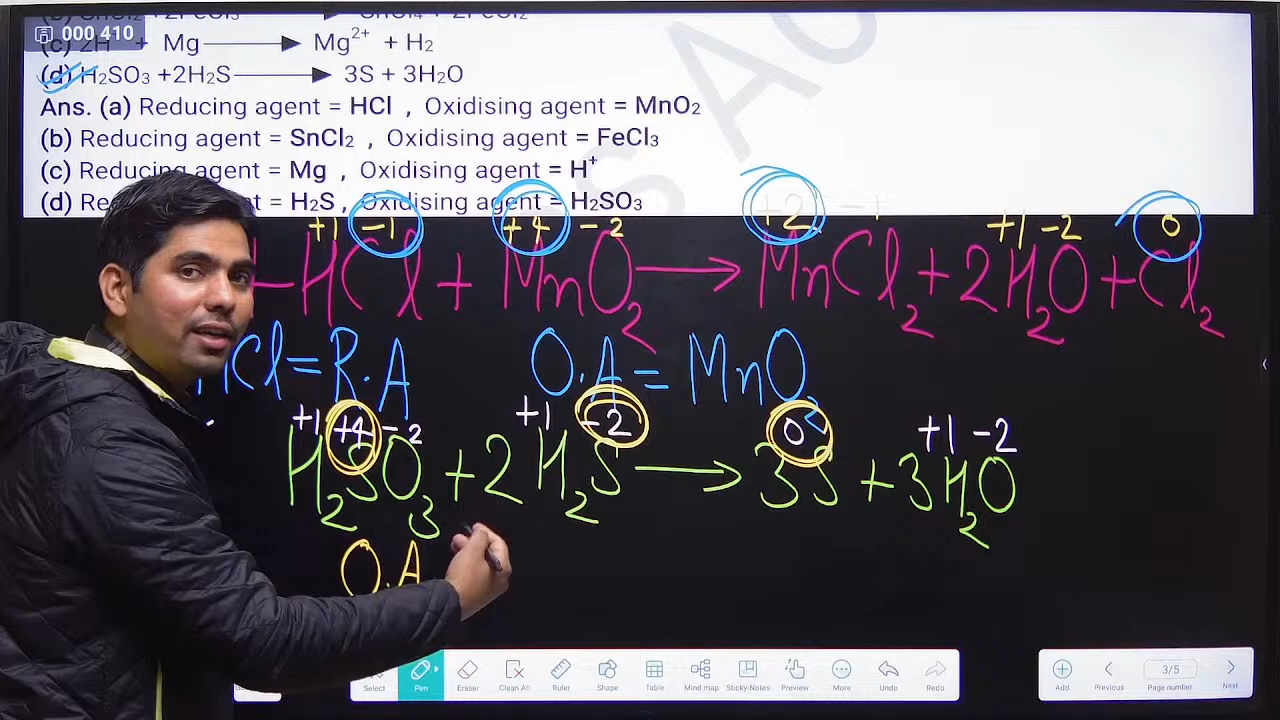 000 410
(c) 2H + Mg → Mg2+ + H2
(d) H2SO3 +2H2S → 3S + 3H2O
Ans. (a) Reducing agent = HCl , Oxidising agent = MnO2
(b) Reducing agent = SnCl2 , Oxidising agent = FeCl3
(c) Reducing agent = Mg , Oxidising agent = H+
(d) Re nt = H2S, Oxidising agent = H2SO3
+1 -1 +4 -2 +2 -1 +1 -2 0
HCl + MnO2 → MnCl2 + 2H2O + Cl2
Cl = R.A O.A = MnO2
+1 +4 -2 +1 -2 0 +1 -2
H2SO3 + 2H2S → 3S + 3H2O
O.A
Select Pen Eraser Clean All Ruler Shape Table Mind map Sticky-Notes Preview More Undo Redo Add Previous 3/5 Page number Next